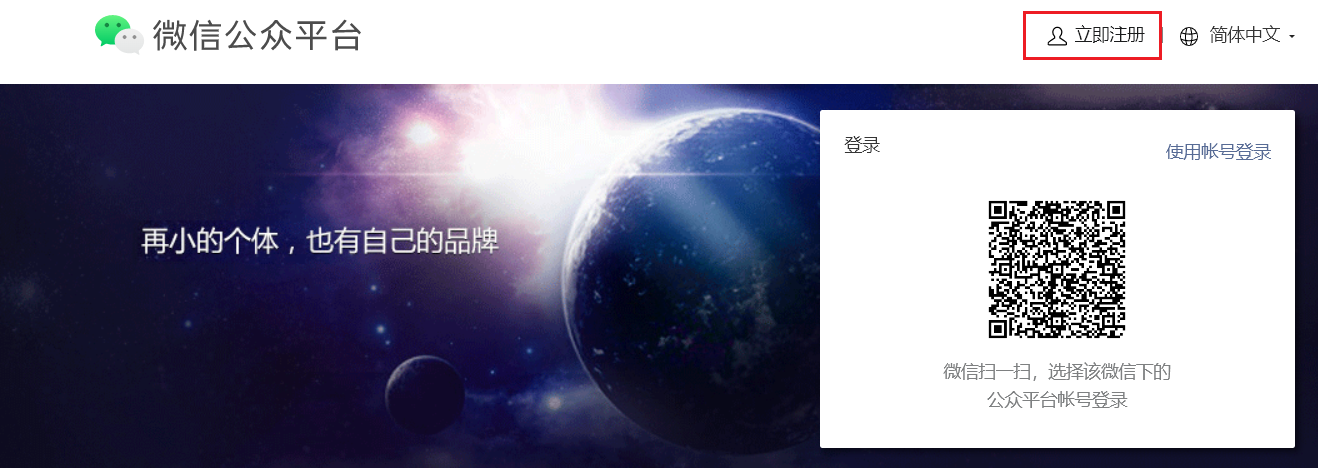 微信公众平台
立即注册
简体中文
登录
使用帐号登录
再小的个体，也有自己的品牌
微信扫一扫，选择该微信下的
公众平台帐号登录